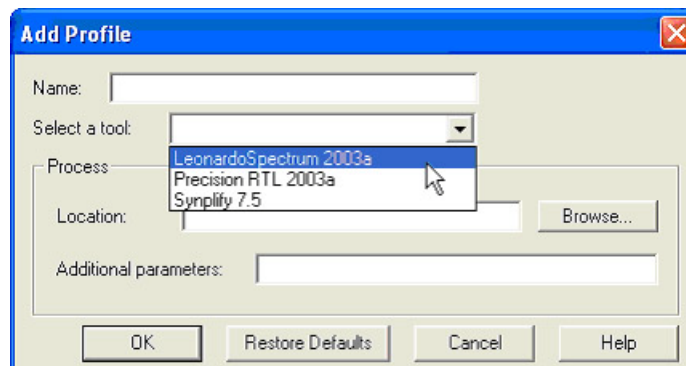 Add Profile
Name:
Select a tool:
LeonardoSpectrum 2003a
Process
Precision RTL 2003a
Synplify 7.5
Location:
Browse...
Additional parameters:
OK
Restore Defaults
Cancel
Help